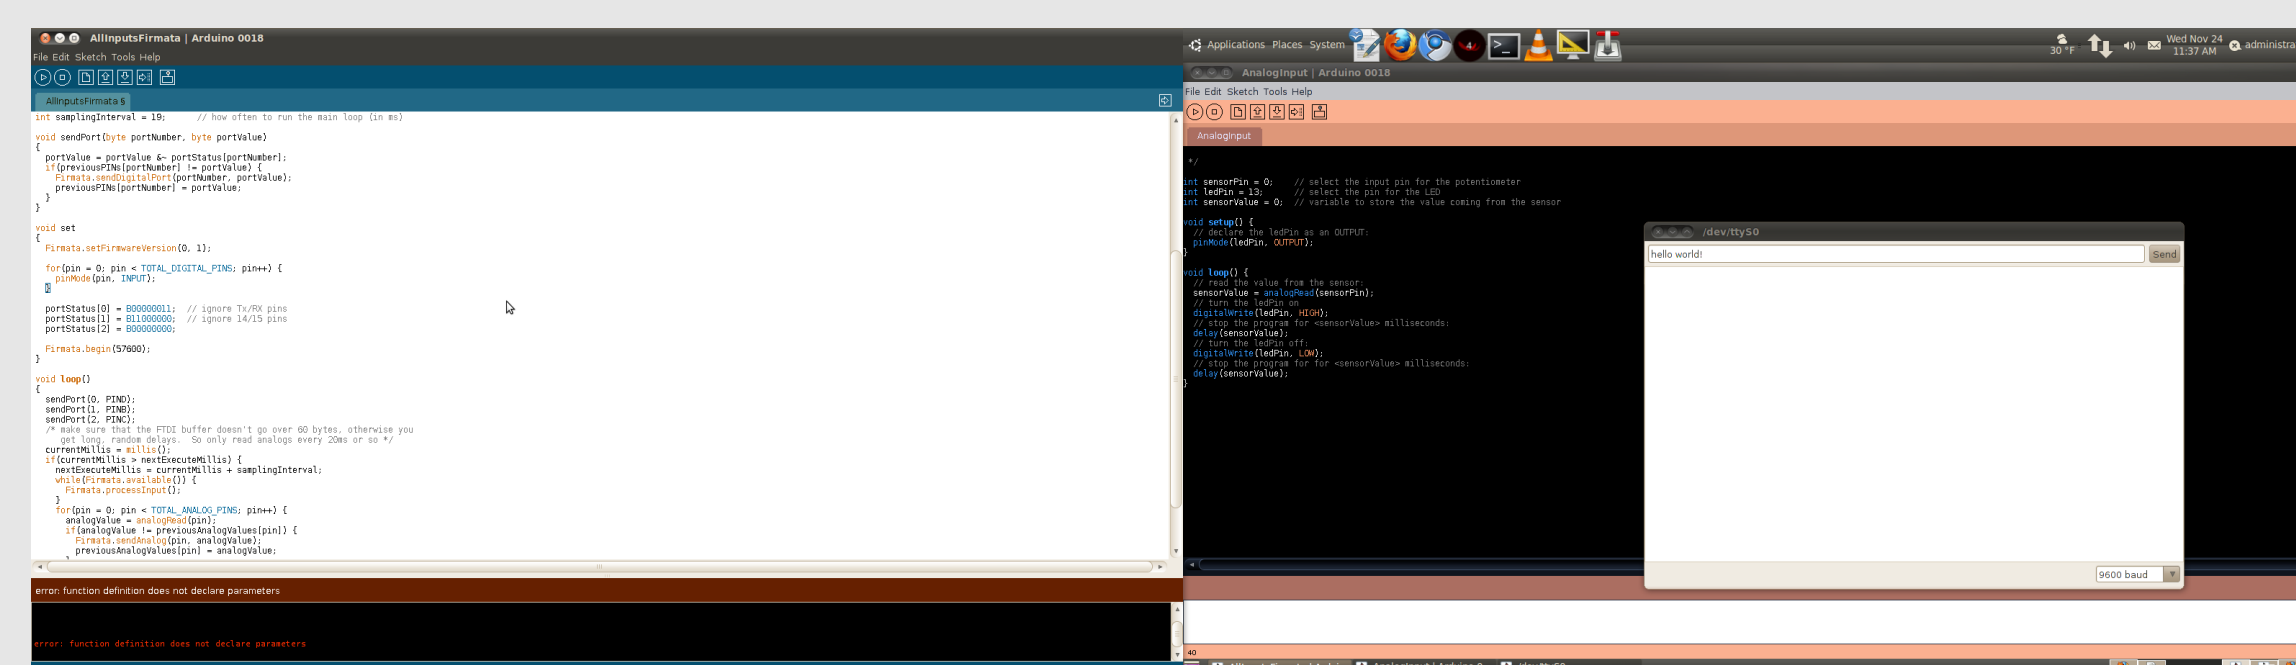 AllInputsFirmata | Arduino 0018
File Edit Sketch Tools Help
AllInputsFirmata §
int samplingInterval = 19;      // how often to run the main loop (in ms)
void sendPort(byte portNumber, byte portValue)
{
  portValue = portValue &~ portStatus[portNumber];
  if(previousPINs[portNumber] != portValue) {
    Firmata.sendDigitalPort(portNumber, portValue);
    previousPINs[portNumber] = portValue;
  }
}
void set
{
  Firmata.setFirmwareVersion(0, 1);
  for(pin = 0; pin < TOTAL_DIGITAL_PINS; pin++) {
    pinMode(pin, INPUT);
  }
  portStatus[0] = B00000011;  // ignore Tx/RX pins
  portStatus[1] = B11000000;  // ignore 14/15 pins
  portStatus[2] = B00000000;
  Firmata.begin(57600);
}
void loop()
{
  sendPort(0, PIND);
  sendPort(1, PINB);
  sendPort(2, PINC);
  /* make sure that the FTDI buffer doesn't go over 60 bytes, otherwise you
     get long, random delays.  So only read analogs every 20ms or so */
  currentMillis = millis();
  if(currentMillis > nextExecuteMillis) {
    nextExecuteMillis = currentMillis + samplingInterval;
    while(Firmata.available()) {
      Firmata.processInput();
    }
    for(pin = 0; pin < TOTAL_ANALOG_PINS; pin++) {
      analogValue = analogRead(pin);
      if(analogValue != previousAnalogValues[pin]) {
        Firmata.sendAnalog(pin, analogValue);
        previousAnalogValues[pin] = analogValue;
error: function definition does not declare parameters
error: function definition does not declare parameters
Applications Places System
30 °F
Wed Nov 24
11:37 AM
administra
AnalogInput | Arduino 0018
File Edit Sketch Tools Help
AnalogInput
*/
int sensorPin = 0;    // select the input pin for the potentiometer
int ledPin = 13;      // select the pin for the LED
int sensorValue = 0;  // variable to store the value coming from the sensor
void setup() {
  // declare the ledPin as an OUTPUT:
  pinMode(ledPin, OUTPUT);
}
void loop() {
  // read the value from the sensor:
  sensorValue = analogRead(sensorPin);
  // turn the ledPin on
  digitalWrite(ledPin, HIGH);
  // stop the program for <sensorValue> milliseconds:
  delay(sensorValue);
  // turn the ledPin off:
  digitalWrite(ledPin, LOW);
  // stop the program for for <sensorValue> milliseconds:
  delay(sensorValue);
}
40
/dev/ttyS0
hello world!
Send
9600 baud